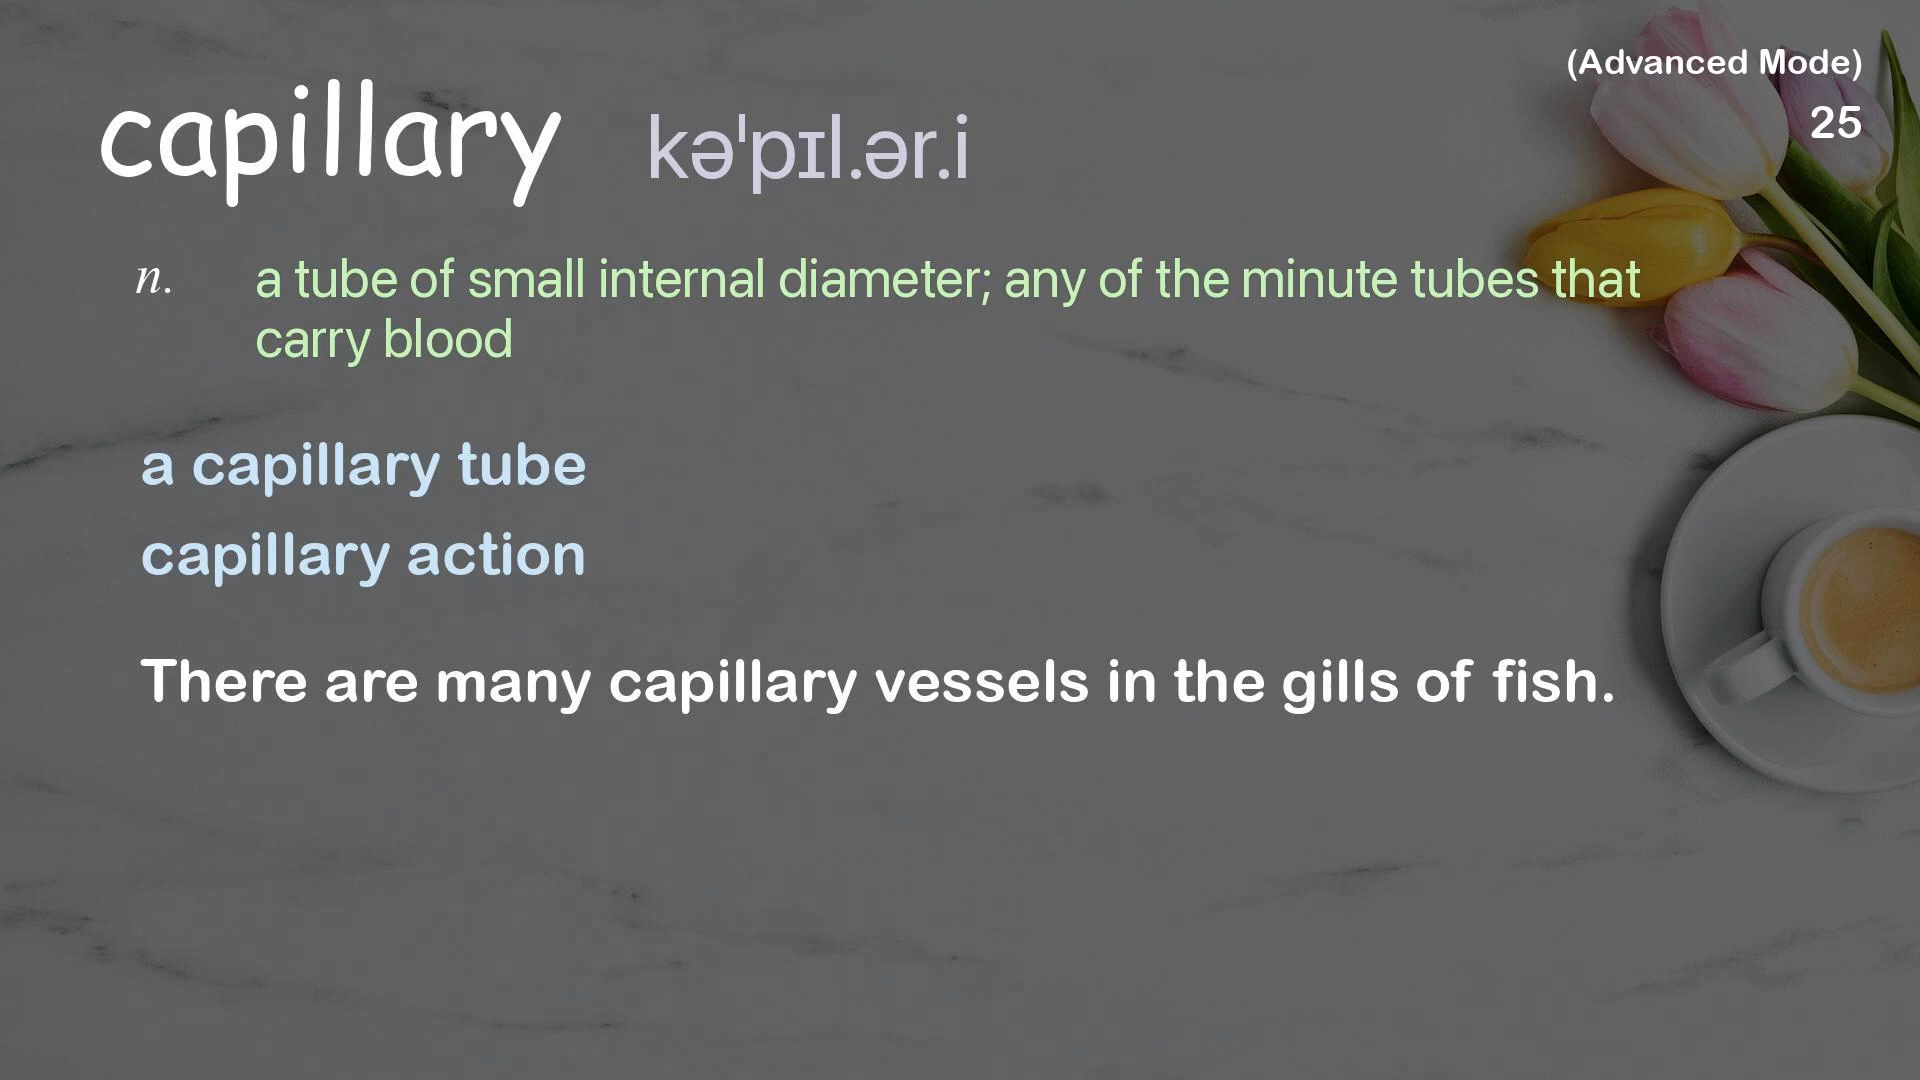 (Advanced Mode)
25
capillary kəˈpɪl.ər.i
n. a tube of small internal diameter; any of the minute tubes that
carry blood
a capillary tube
capillary action
There are many capillary vessels in the gills of fish.